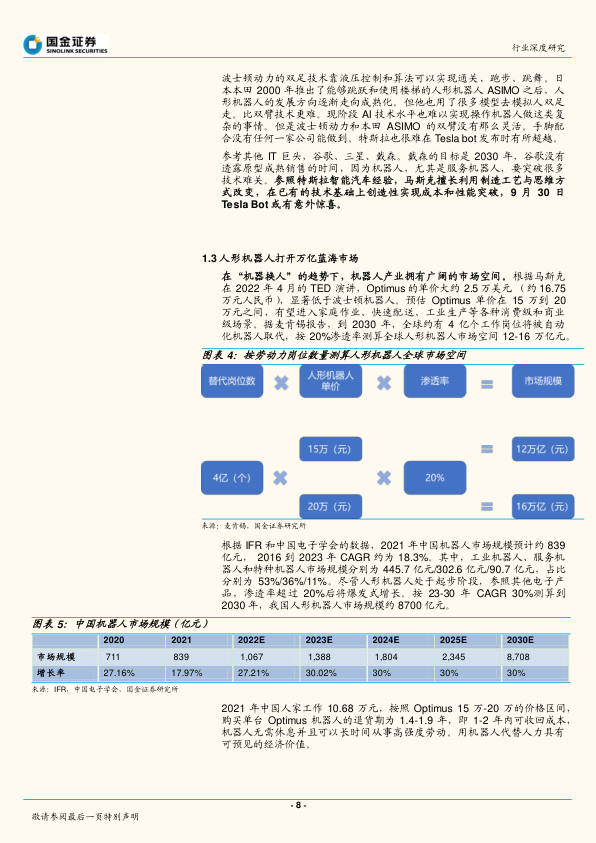 国金证券
SINOLINK SECURITIES
行业深度研究
波士顿动力的双足技术靠液压控制和算法可以实现通关、跑步、跳舞。日
本本田 2000 年推出了能够跳跃和使用楼梯的人形机器人 ASIMO 之后，人
形机器人的发展方向逐渐走向成熟化。但他也用了很多模型去模拟人双足
走。比双臂技术更难。现阶段 AI 技术水平也难以实现操作机器人做这类复
杂的事情。但是波士顿动力和本田 ASIMO 的双臂没有那么灵活。手脚配
合没有任何一家公司能做到。特斯拉也很难在 Tesla bot 发布时有所超越。
参考其他 IT 巨头，谷歌、三星、戴森。戴森的目标是 2030 年，谷歌没有
透露原型成熟销售的时间，因为机器人，尤其是服务机器人，要突破很多
技术难关。参照特斯拉智能汽车经验，马斯克擅长利用制造工艺与思维方
式改变，在已有的技术基础上创造性实现成本和性能突破，9 月 30 日
Tesla Bot 或有意外惊喜。
1.3 人形机器人打开万亿蓝海市场
在“机器换人”的趋势下，机器人产业拥有广阔的市场空间。根据马斯克
在 2022 年 4 月的 TED 演讲，Optimus 的单价大约 2.5 万美元（约 16.75
万元人民币），显著低于波士顿机器人。预估 Optimus 单价在 15 万到 20
万元之间，有望进入家庭作业、快速配送、工业生产等各种消费级和商业
级场景。据麦肯锡报告，到 2030 年，全球约有 4 亿个工作岗位将被自动
化机器人取代，按 20%渗透率测算全球人形机器人市场空间 12-16 万亿元。
图表 4：按劳动力岗位数量测算人形机器人全球市场空间
替代岗位数 × 人形机器人单价 × 渗透率 = 市场规模
15万（元） = 12万亿（元）
4亿（个） × × 20%
20万（元） = 16万亿（元）
来源：麦肯锡，国金证券研究所
根据 IFR 和中国电子学会的数据，2021 年中国机器人市场规模预计约 839
亿元， 2016 到 2023 年 CAGR 约为 18.3%。其中，工业机器人、服务机
器人和特种机器人市场规模分别为 445.7 亿元/302.6 亿元/90.7 亿元，占比
分别为 53%/36%/11%。尽管人形机器人处于起步阶段，参照其他电子产
品，渗透率超过 20%后将爆发式增长。按 23-30 年 CAGR 30%测算到
2030 年，我国人形机器人市场规模约 8700 亿元。
图表 5：中国机器人市场规模（亿元）
2020 2021 2022E 2023E 2024E 2025E 2030E
市场规模 711 839 1,067 1,388 1,804 2,345 8,708
增长率 27.16% 17.97% 27.21% 30.02% 30% 30% 30%
来源：IFR，中国电子学会，国金证券研究所
2021 年中国人家工作 10.68 万元，按照 Optimus 15 万-20 万的价格区间，
购买单台 Optimus 机器人的退货期为 1.4-1.9 年，即 1-2 年内可收回成本，
机器人无需休息并且可以长时间从事高强度劳动。用机器人代替人力具有
可预见的经济价值。
- 8 -
敬请参阅最后一页特别声明